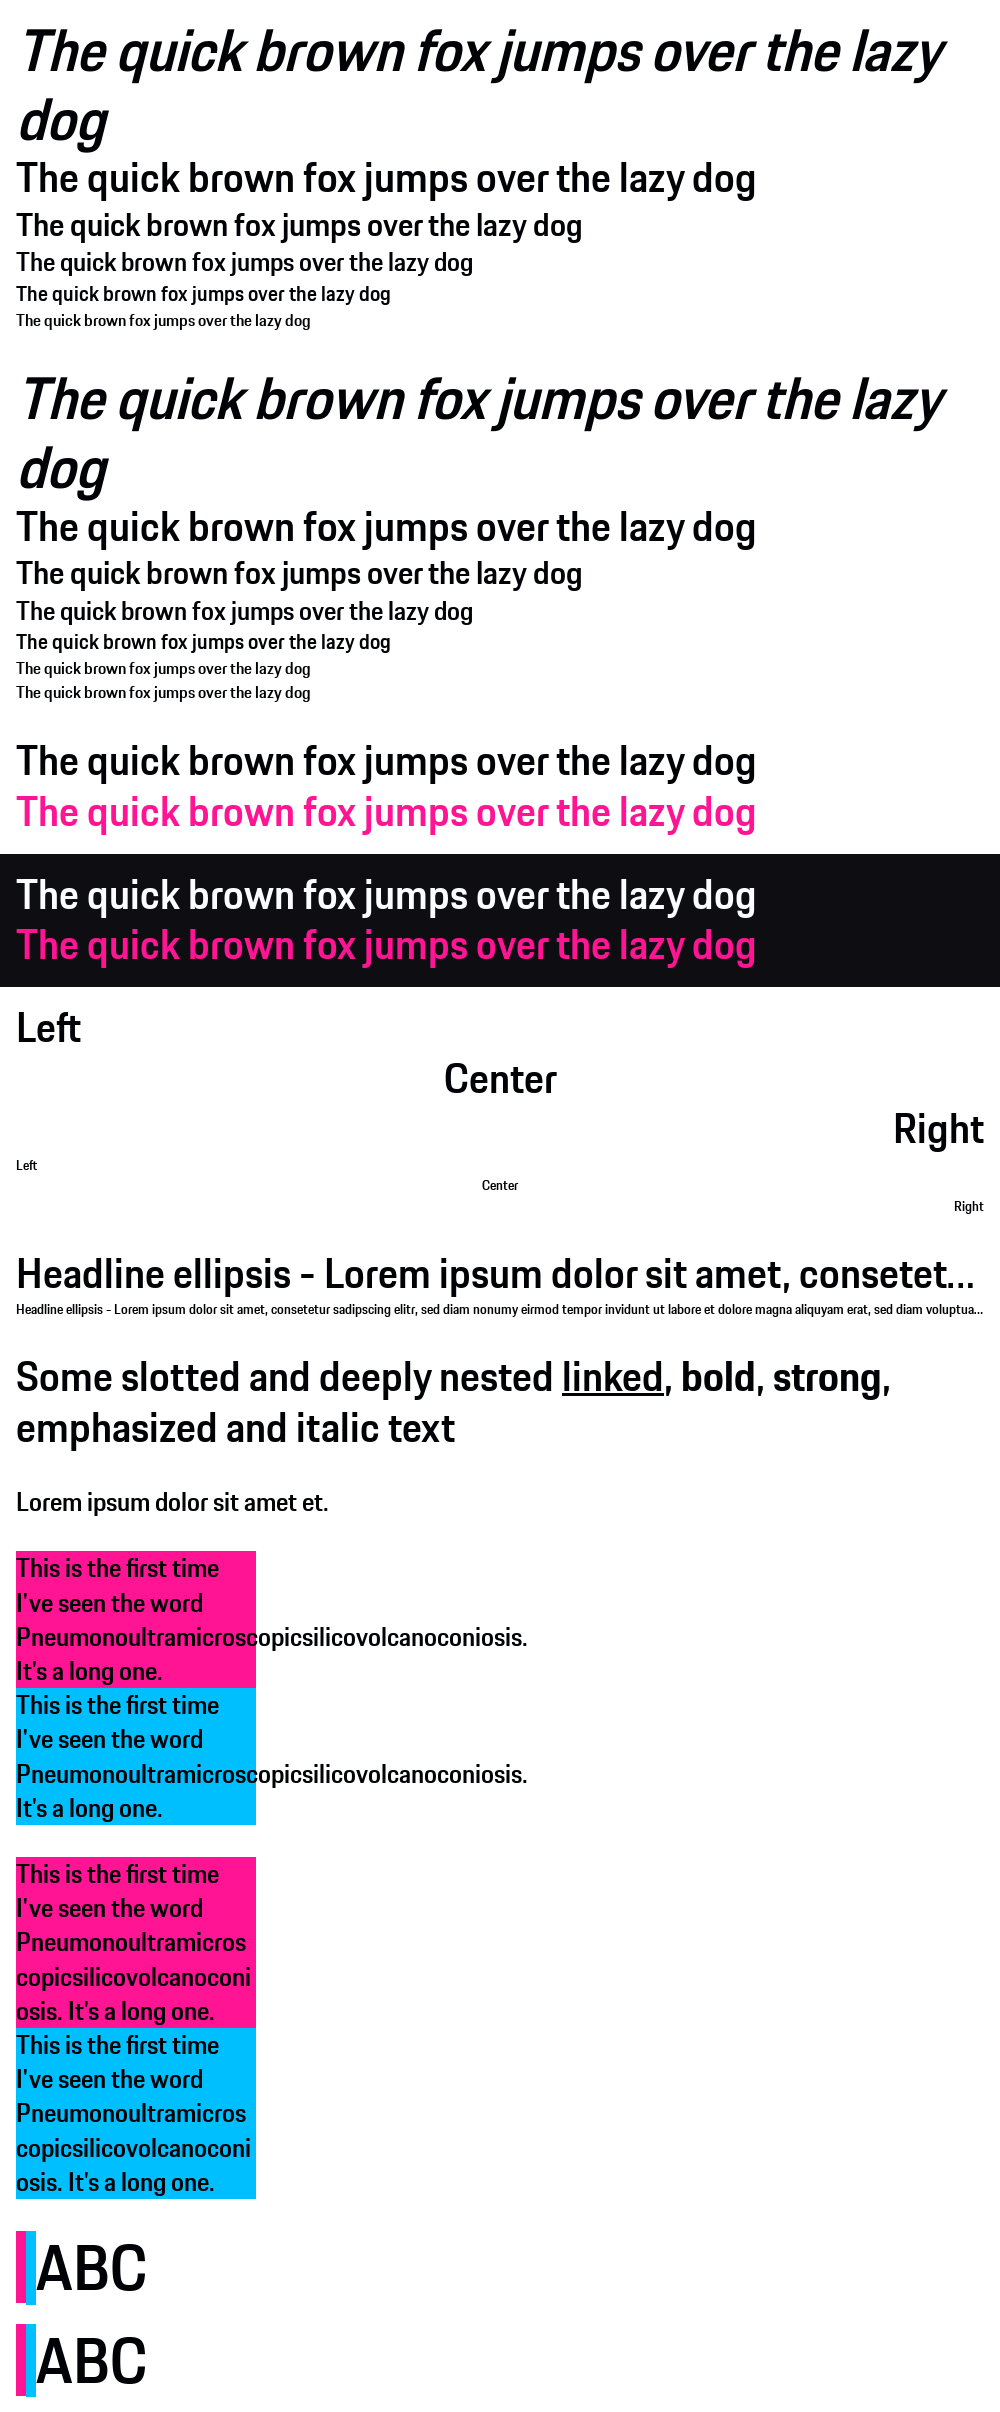 The quick brown fox jumps over the lazy
dog
The quick brown fox jumps over the lazy dog
The quick brown fox jumps over the lazy dog
The quick brown fox jumps over the lazy dog
The quick brown fox jumps over the lazy dog
The quick brown fox jumps over the lazy dog
The quick brown fox jumps over the lazy
dog
The quick brown fox jumps over the lazy dog
The quick brown fox jumps over the lazy dog
The quick brown fox jumps over the lazy dog
The quick brown fox jumps over the lazy dog
The quick brown fox jumps over the lazy dog
The quick brown fox jumps over the lazy dog
The quick brown fox jumps over the lazy dog
The quick brown fox jumps over the lazy dog
The quick brown fox jumps over the lazy dog
The quick brown fox jumps over the lazy dog
Left
Center
Right
Left
Center
Right
Headline ellipsis - Lorem ipsum dolor sit amet, consetet...
Headline ellipsis - Lorem ipsum dolor sit amet, consetetur sadipscing elitr, sed diam nonumy eirmod tempor invidunt ut labore et dolore magna aliquyam erat, sed diam voluptua...
Some slotted and deeply nested linked, bold, strong,
emphasized and italic text
Lorem ipsum dolor sit amet et.
This is the first time
I've seen the word
Pneumonoultramicroscopicsilicovolcanoconiosis.
It's a long one.
This is the first time
I've seen the word
Pneumonoultramicroscopicsilicovolcanoconiosis.
It's a long one.
This is the first time
I've seen the word
Pneumonoultramicros
copicsilicovolcanoconi
osis. It's a long one.
This is the first time
I've seen the word
Pneumonoultramicros
copicsilicovolcanoconi
osis. It's a long one.
ABC
ABC